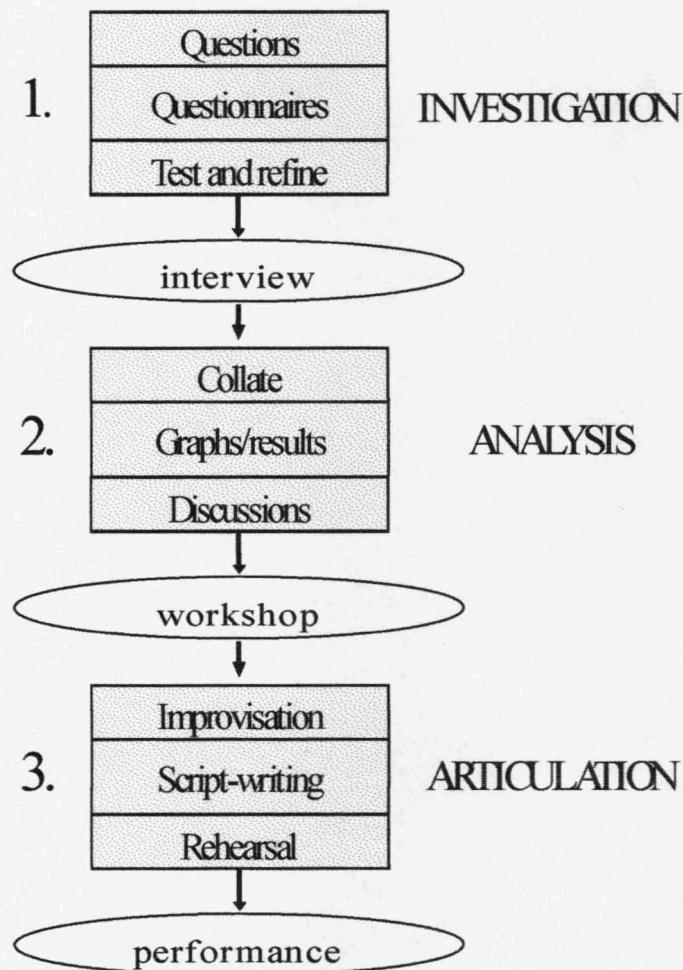 Questions
1. Questionnaires INVESTIGATION
Test and refine
interview
Collate
2. Graphs/results ANALYSIS
Discussions
workshop
Improvisation
3. Script-writing ARTICULATION
Rehearsal
performance